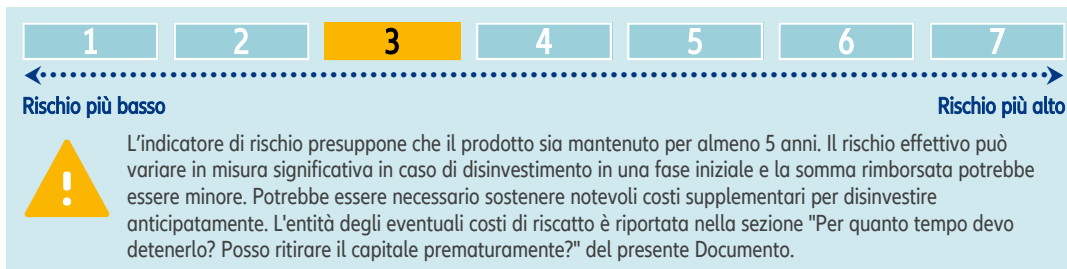 1 2 3 4 5 6 7
Rischio più basso Rischio più alto
L'indicatore di rischio presuppone che il prodotto sia mantenuto per almeno 5 anni. Il rischio effettivo può
variare in misura significativa in caso di disinvestimento in una fase iniziale e la somma rimborsata potrebbe
essere minore. Potrebbe essere necessario sostenere notevoli costi supplementari per disinvestire
anticipatamente. L'entità degli eventuali costi di riscatto è riportata nella sezione "Per quanto tempo devo
detenerlo? Posso ritirare il capitale prematuramente?" del presente Documento.